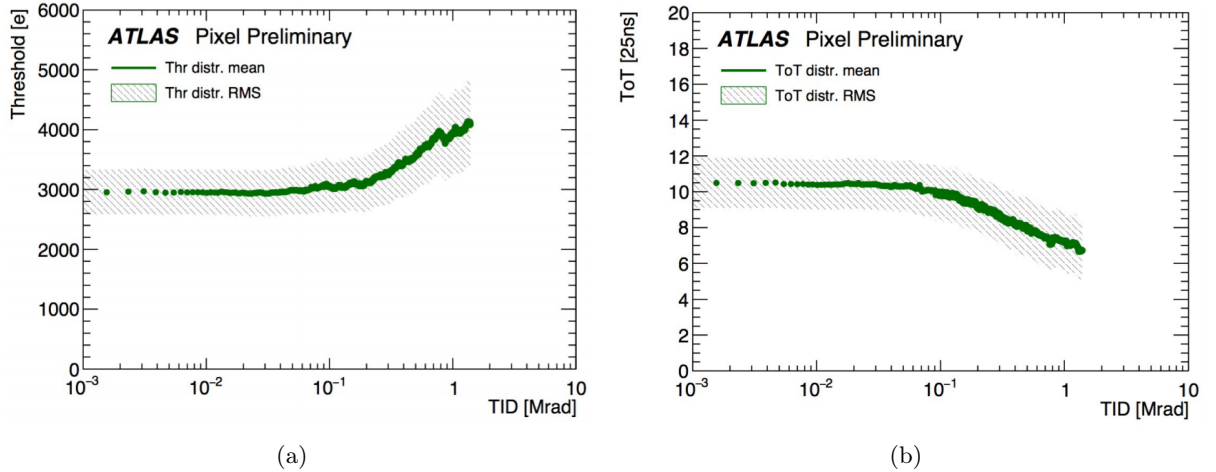 Threshold [e]
6000
5000
4000
3000
2000
1000
0
ATLAS Pixel Preliminary
Thr distr. mean
Thr distr. RMS
10⁻³
10⁻²
10⁻¹
1
10
TID [Mrad]
(a)
ToT [25ns]
20
18
16
14
12
10
8
6
4
2
0
ATLAS Pixel Preliminary
ToT distr. mean
ToT distr. RMS
10⁻³
10⁻²
10⁻¹
1
10
TID [Mrad]
(b)